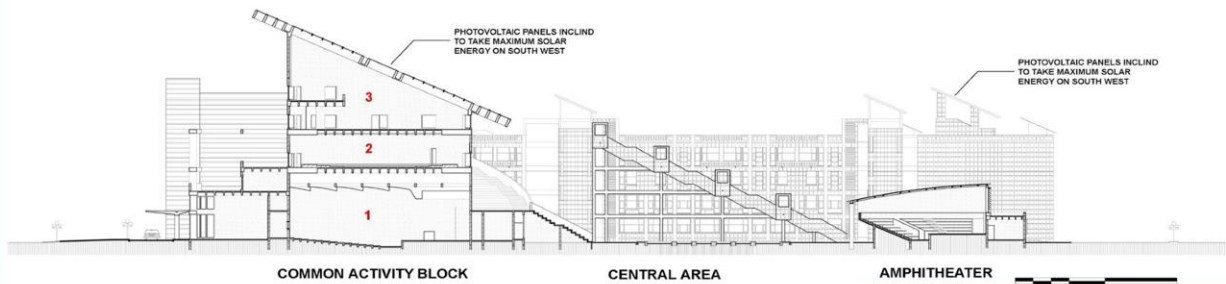 PHOTOVOLTAIC PANELS INCLIND
TO TAKE MAXIMUM SOLAR
ENERGY ON SOUTH WEST
PHOTOVOLTAIC PANELS INCLIND
TO TAKE MAXIMUM SOLAR
ENERGY ON SOUTH WEST
3
2
1
COMMON ACTIVITY BLOCK
CENTRAL AREA
AMPHITHEATER